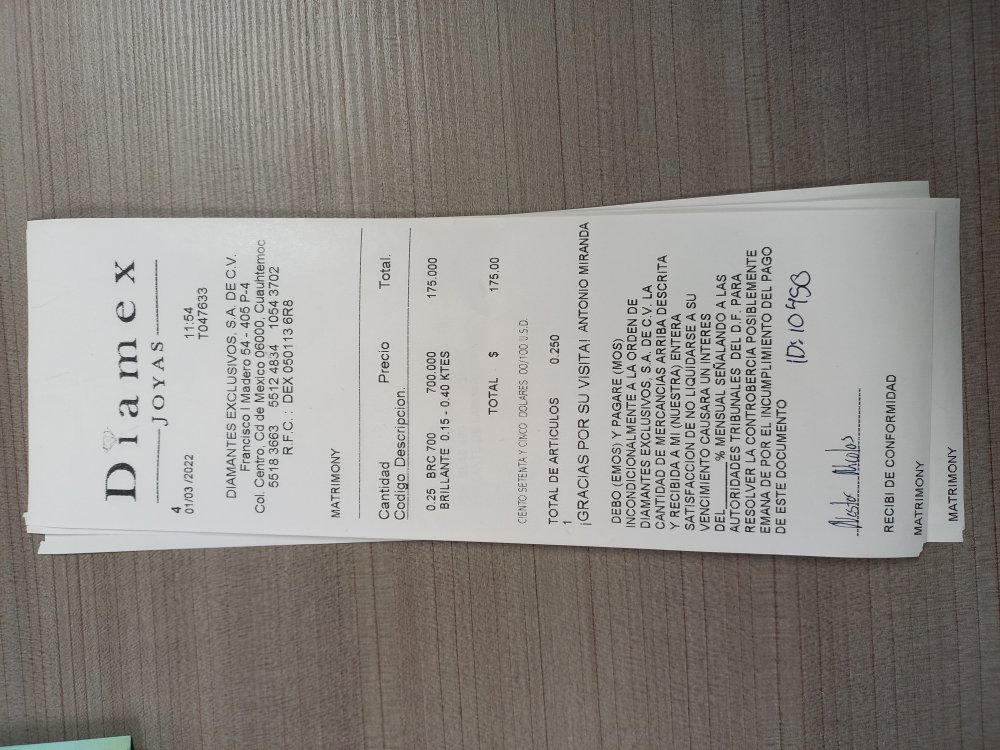 Diamex
JOYAS
4
01/03 /2022 11:54
T047633
DIAMANTES EXCLUSIVOS, S.A. DE C.V.
Francisco I Madero 54 - 405 P-4
Col. Centro, Cd de Mexico 06000, Cuauhtemoc
5518 3663 5512 4834 1054 3702
R.F.C. : DEX 050113 6R8
MATRIMONY
Cantidad Precio Total.
Codigo Descripcion.
0.25 BRC 700 700.000 175.000
BRILLANTE 0.15 - 0.40 KTES
TOTAL $ 175.00
CIENTO SETENTA Y CINCO DOLARES 00/100 U.S.D.
TOTAL DE ARTICULOS 0.250
1
¡GRACIAS POR SU VISITA! ANTONIO MIRANDA
DEBO (EMOS) Y PAGARE (MOS)
INCONDICIONALMENTE A LA ORDEN DE
DIAMANTES EXCLUSIVOS, S.A. DE C.V. LA
CANTIDAD DE MERCANCIAS ARRIBA DESCRITA
Y RECIBIDA A MI (NUESTRA) ENTERA
SATISFACCION DE NO LIQUIDARSE A SU
VENCIMIENTO CAUSARA UN INTERES
DEL ______ % MENSUAL SEÑALANDO A LAS
AUTORIDADES TRIBUNALES DEL D.F. PARA
RESOLVER LA CONTROBERCIA POSIBLEMENTE
EMANA DE POR EL INCUMPLIMIENTO DEL PAGO
DE ESTE DOCUMENTO
ID: 10450
RECIBI DE CONFORMIDAD
MATRIMONY
MATRIMONY